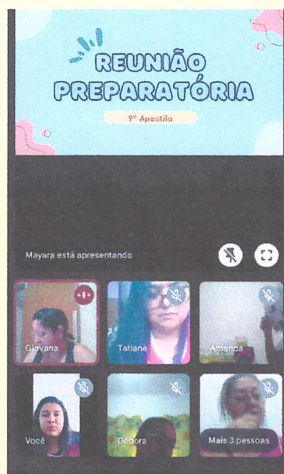 REUNIÃO
PREPARATÓRIA
9ª Apostila
Mayara está apresentando
Giovana
Tatiane
Amanda
Você
Débora
Mais 3 pessoas